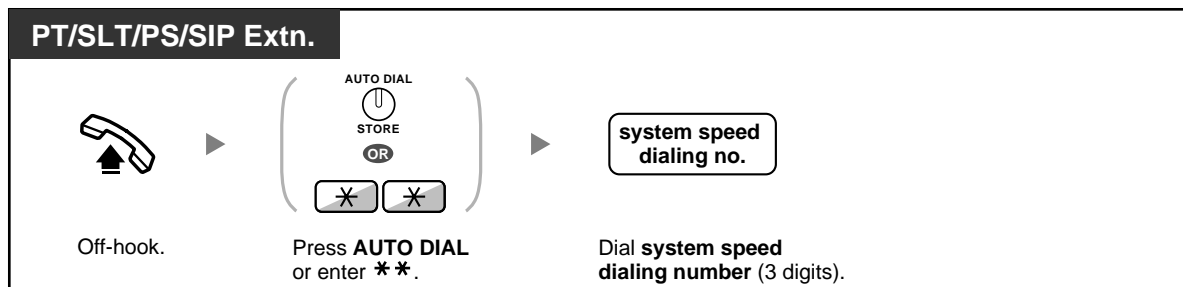 PT/SLT/PS/SIP Extn.
AUTO DIAL
STORE
OR
* *
system speed
dialing no.
Off-hook.
Press AUTO DIAL
or enter * * .
Dial system speed
dialing number (3 digits).